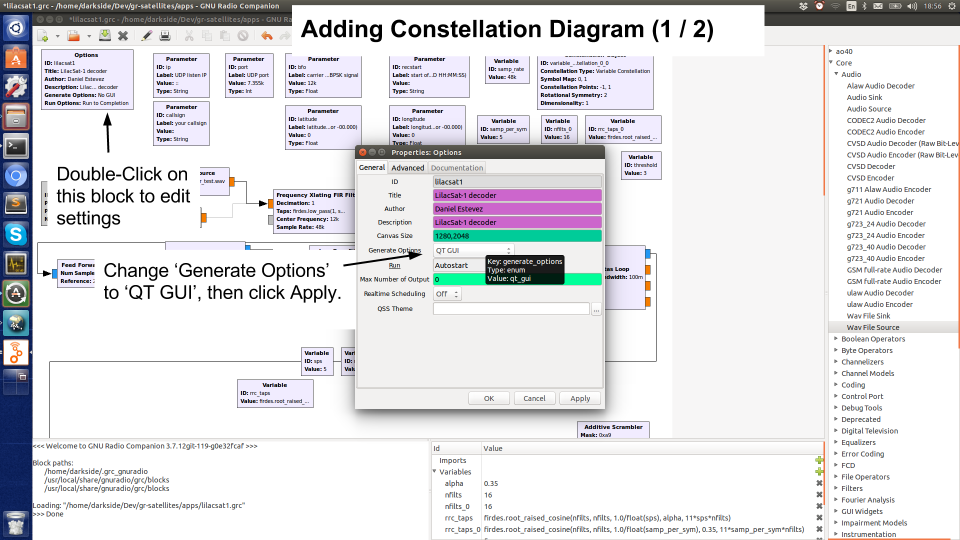 *lilacsat1.grc - /home/darkside/Dev/gr-satellites/apps - GNU Radio Companion
En
18:56
Adding Constellation Diagram (1 / 2)
Options
ID: lilacsat1
Title: LilacSat-1 decoder
Author: Daniel Estevez
Description: Lilac... decoder
Generate Options: No GUI
Run Options: Run to Completion
Parameter
ID: ip
Label: UDP listen IP
Value: ::
Type: String
Parameter
ID: port
Label: UDP port
Value: 7.355k
Type: Int
Parameter
ID: bfo
Label: carrier ...BPSK signal
Value: 12k
Type: Float
Parameter
ID: recstart
Label: start of...D HH:MM:SS)
Value:
Type: String
Variable
ID: samp_rate
Value: 48k
ID: variable_...tellation_0_0
Constellation Type: Variable Constellation
Symbol Map: 0, 1
Constellation Points: -1, 1
Rotational Symmetry: 2
Dimensionality: 1
Parameter
ID: callsign
Label: your callsign
Value:
Type: String
Parameter
ID: latitude
Label: latitude...or -00.000)
Value: 0
Type: Float
Parameter
ID: longitude
Label: longitud...or -00.000)
Value: 0
Type: Float
Variable
ID: samp_per_sym
Value: 5
Variable
ID: nfilts_0
Value: 16
Variable
ID: rrc_taps_0
Value: firdes.root_raised_...
Variable
ID: threshold
Value: 3
Double-Click on
this block to edit
settings
Frequency Xlating FIR Filt
Decimation: 1
Taps: firdes.low_pass(1, s...
Center Frequency: 12k
Sample Rate: 48k
Feed Forw
Num Sample
Reference: 2
Change ‘Generate Options’
to ‘QT GUI’, then click Apply.
Properties: Options
General
Advanced
Documentation
ID
lilacsat1
Title
LilacSat-1 decoder
Author
Daniel Estevez
Description
LilacSat-1 decoder
Canvas Size
1280,2048
Generate Options
QT GUI
Run
Autostart
Key: generate_options
Type: enum
Value: qt_gui
Max Number of Output
0
Realtime Scheduling
Off
QSS Theme
...
OK
Cancel
Apply
as Loop
andwidth: 100m
Variable
ID: sps
Value: 5
Variable
ID: rrc_taps
Value: firdes.root_raised_...
Additive Scrambler
Mask: 0xa9
<<< Welcome to GNU Radio Companion 3.7.12git-119-g0e32fcaf >>>
Block paths:
/home/darkside/.grc_gnuradio
/usr/local/share/gnuradio/grc/blocks
/usr/local/share/gnuradio/grc/blocks
Loading: "/home/darkside/Dev/gr-satellites/apps/lilacsat1.grc"
>>> Done
Id
Value
Imports
Variables
alpha
0.35
nfilts
16
nfilts_0
16
rrc_taps
firdes.root_raised_cosine(nfilts, nfilts, 1.0/float(sps), alpha, 11*sps*nfilts)
rrc_taps_0
firdes.root_raised_cosine(nfilts, nfilts, 1.0/float(samp_per_sym), 0.35, 11*samp_per_sym*nfilts)
ao40
Core
Audio
Alaw Audio Decoder
Audio Sink
Audio Source
CODEC2 Audio Decoder
CODEC2 Audio Encoder
CVSD Audio Decoder (Raw Bit-Lev
CVSD Audio Encoder (Raw Bit-Lev
CVSD Decoder
CVSD Encoder
g711 Alaw Audio Encoder
g721 Audio Decoder
g721 Audio Encoder
g723_24 Audio Decoder
g723_24 Audio Encoder
g723_40 Audio Decoder
g723_40 Audio Encoder
GSM full-rate Audio Decoder
GSM full-rate Audio Encoder
ulaw Audio Decoder
ulaw Audio Encoder
Wav File Sink
Wav File Source
Boolean Operators
Byte Operators
Channelizers
Channel Models
Coding
Control Port
Debug Tools
Deprecated
Digital Television
Equalizers
Error Coding
FCD
File Operators
Filters
Fourier Analysis
GUI Widgets
Impairment Models
Instrumentation